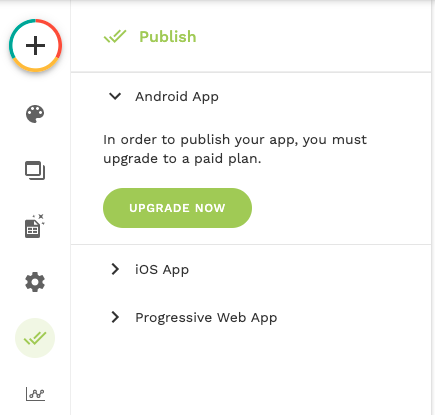 Publish
Android App
In order to publish your app, you must
upgrade to a paid plan.
UPGRADE NOW
iOS App
Progressive Web App